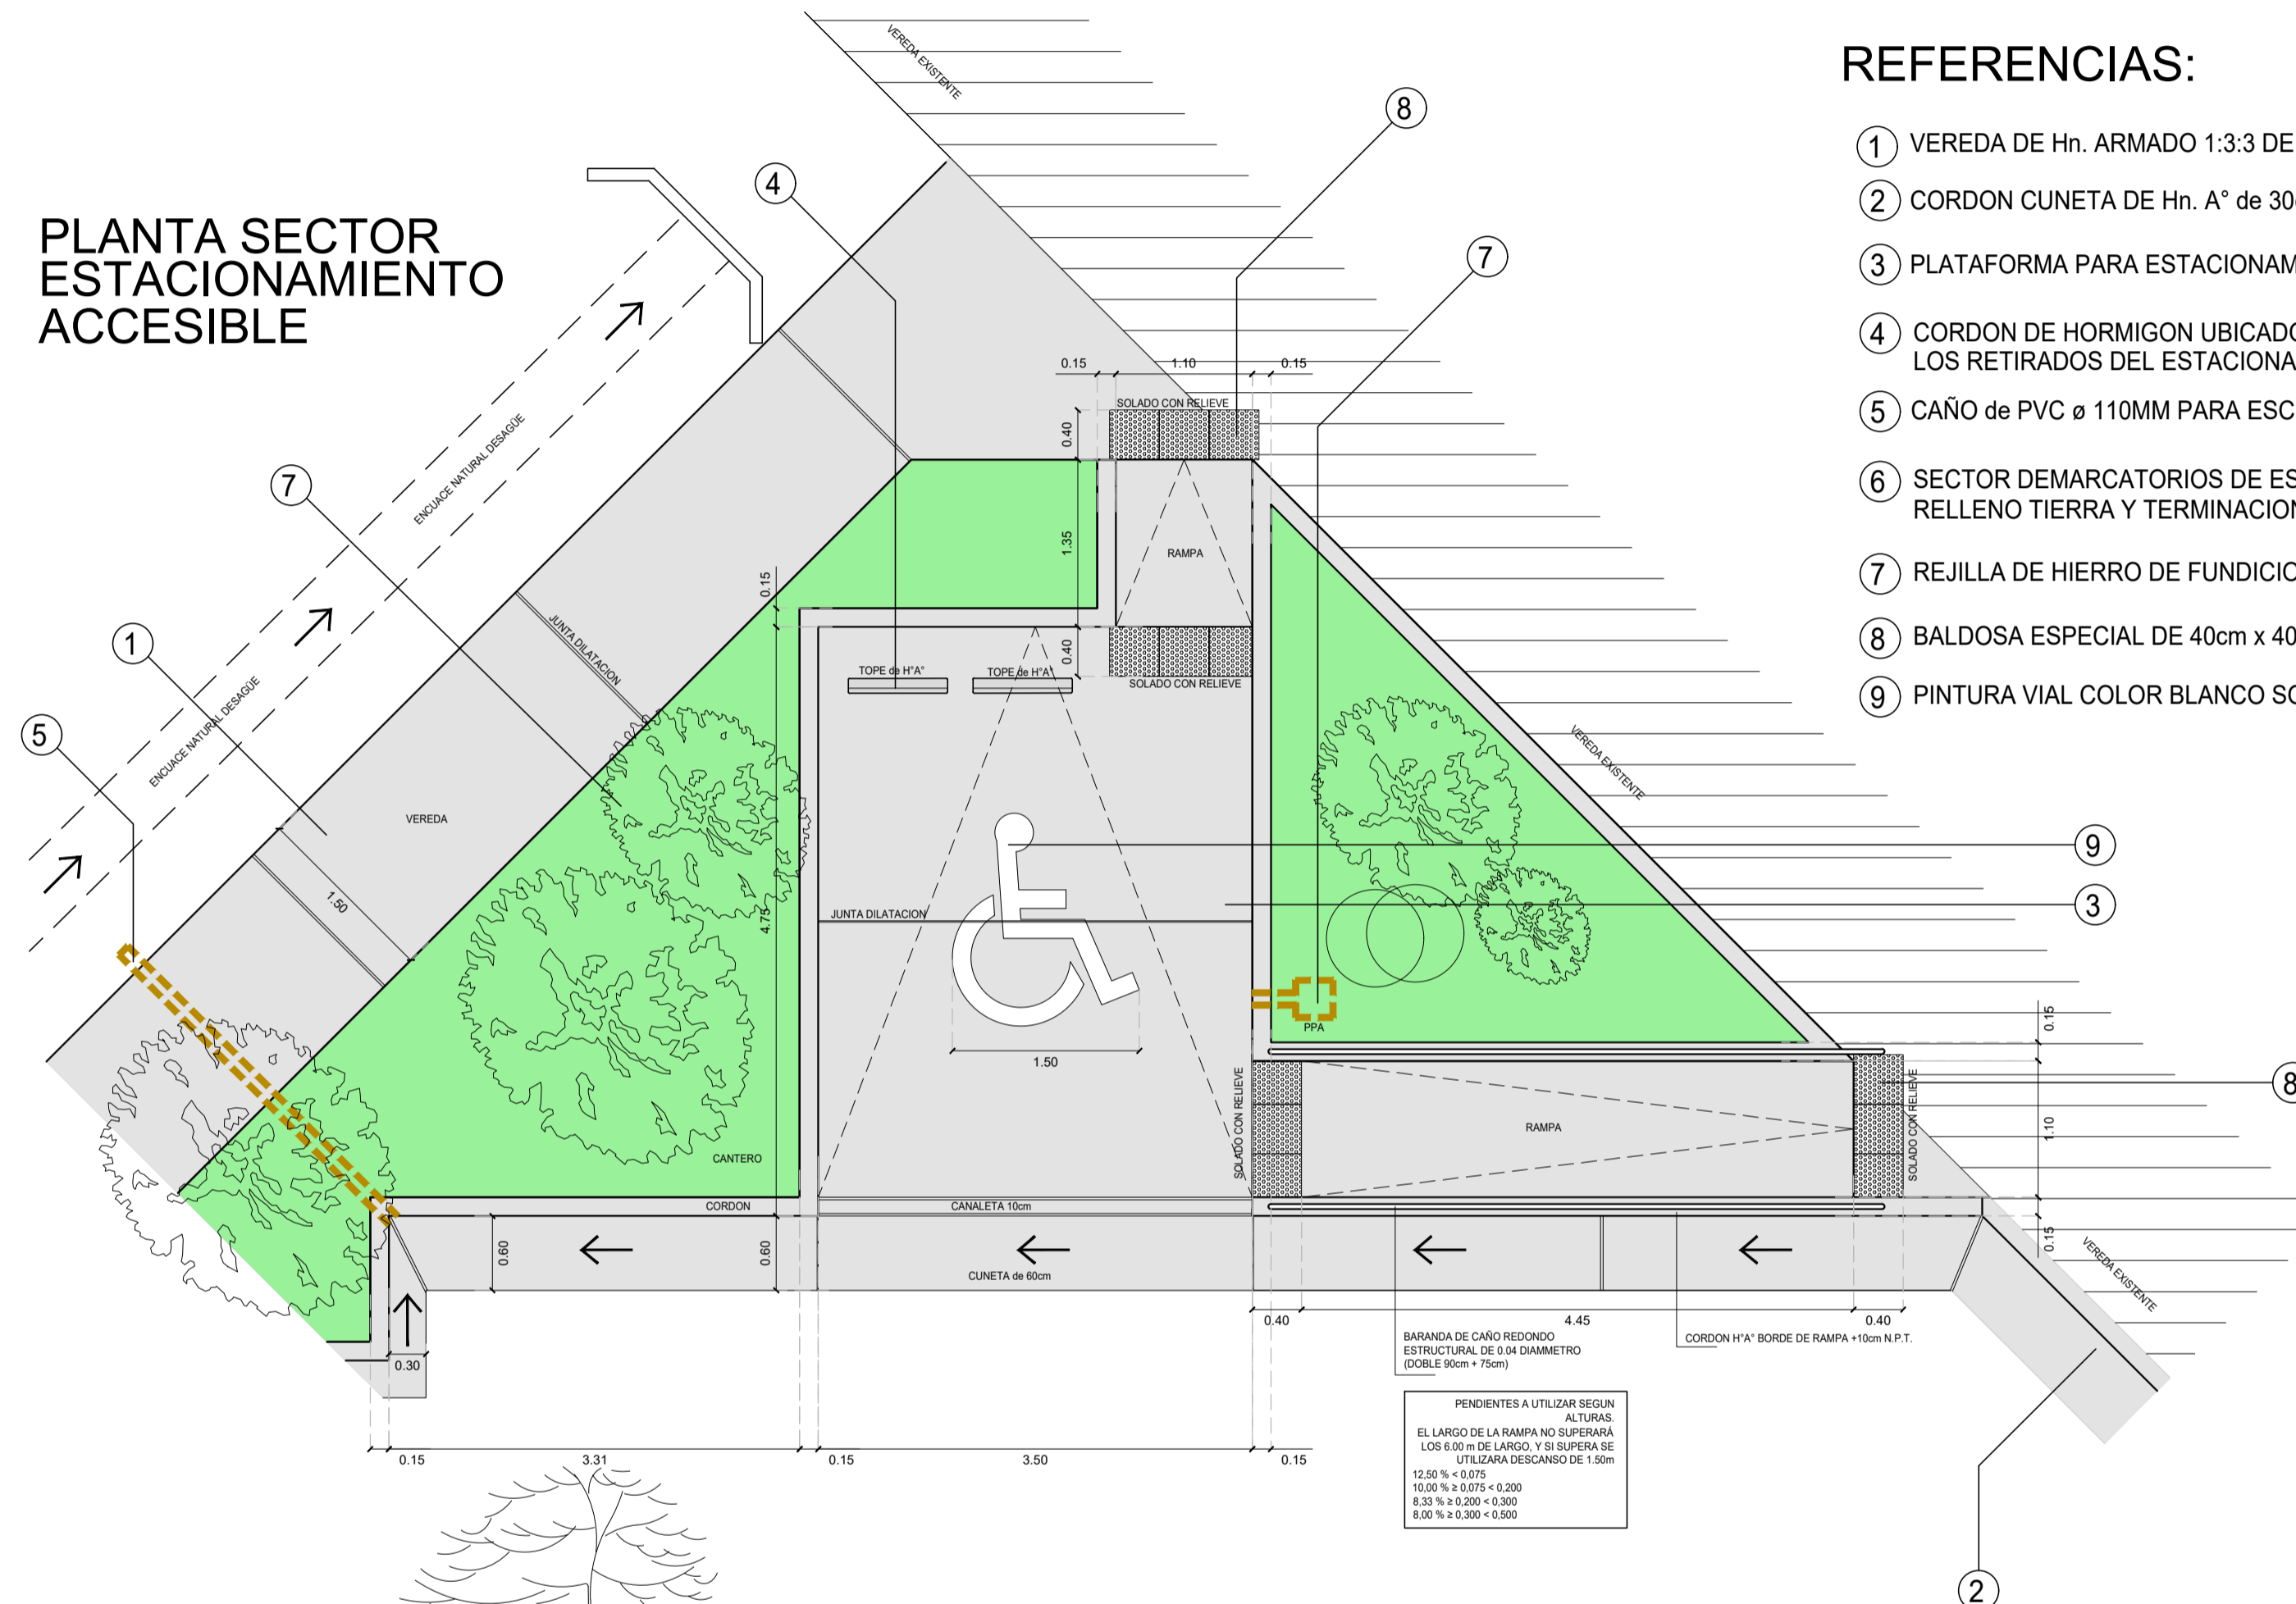 PLANTA SECTOR
ESTACIONAMIENTO
ACCESIBLE
REFERENCIAS:
1 VEREDA DE Hn. ARMADO 1:3:3 DE
2 CORDON CUNETA DE Hn. A° de 30
3 PLATAFORMA PARA ESTACIONAM
4 CORDON DE HORMIGON UBICADO
LOS RETIRADOS DEL ESTACIONA
5 CAÑO de PVC ø 110MM PARA ESC
6 SECTOR DEMARCATORIOS DE ES
RELLENO TIERRA Y TERMINACION
7 REJILLA DE HIERRO DE FUNDICIO
8 BALDOSA ESPECIAL DE 40cm x 40
9 PINTURA VIAL COLOR BLANCO SO
VEREDA EXISTENTE
8
4
7
7
1
5
ENCUACE NATURAL DESAGÜE
ENCUACE NATURAL DESAGÜE
JUNTA DILATACION
VEREDA
1.50
0.15
1.10
0.15
SOLADO CON RELIEVE
0.40
1.35
RAMPA
0.15
0.40
TOPE de H°A°
TOPE de H°A°
SOLADO CON RELIEVE
VEREDA EXISTENTE
4.75
JUNTA DILATACION
9
3
1.50
PPA
0.15
8
SOLADO CON RELIEVE
RAMPA
SOLADO CON RELIEVE
1.10
CANTERO
CORDON
CANALETA 10cm
0.60
0.60
CUNETA de 60cm
0.15
VEREDA EXISTENTE
0.30
0.40
4.45
0.40
BARANDA DE CAÑO REDONDO
ESTRUCTURAL DE 0.04 DIAMMETRO
(DOBLE 90cm + 75cm)
CORDON H°A° BORDE DE RAMPA +10cm N.P.T.
0.15
3.31
0.15
3.50
0.15
PENDIENTES A UTILIZAR SEGUN
ALTURAS.
EL LARGO DE LA RAMPA NO SUPERARÁ
LOS 6.00 m DE LARGO, Y SI SUPERA SE
UTILIZARA DESCANSO DE 1.50m
12,50 % < 0,075
10,00 % ≥ 0,075 < 0,200
8,33 % ≥ 0,200 < 0,300
8,00 % ≥ 0,300 < 0,500
2